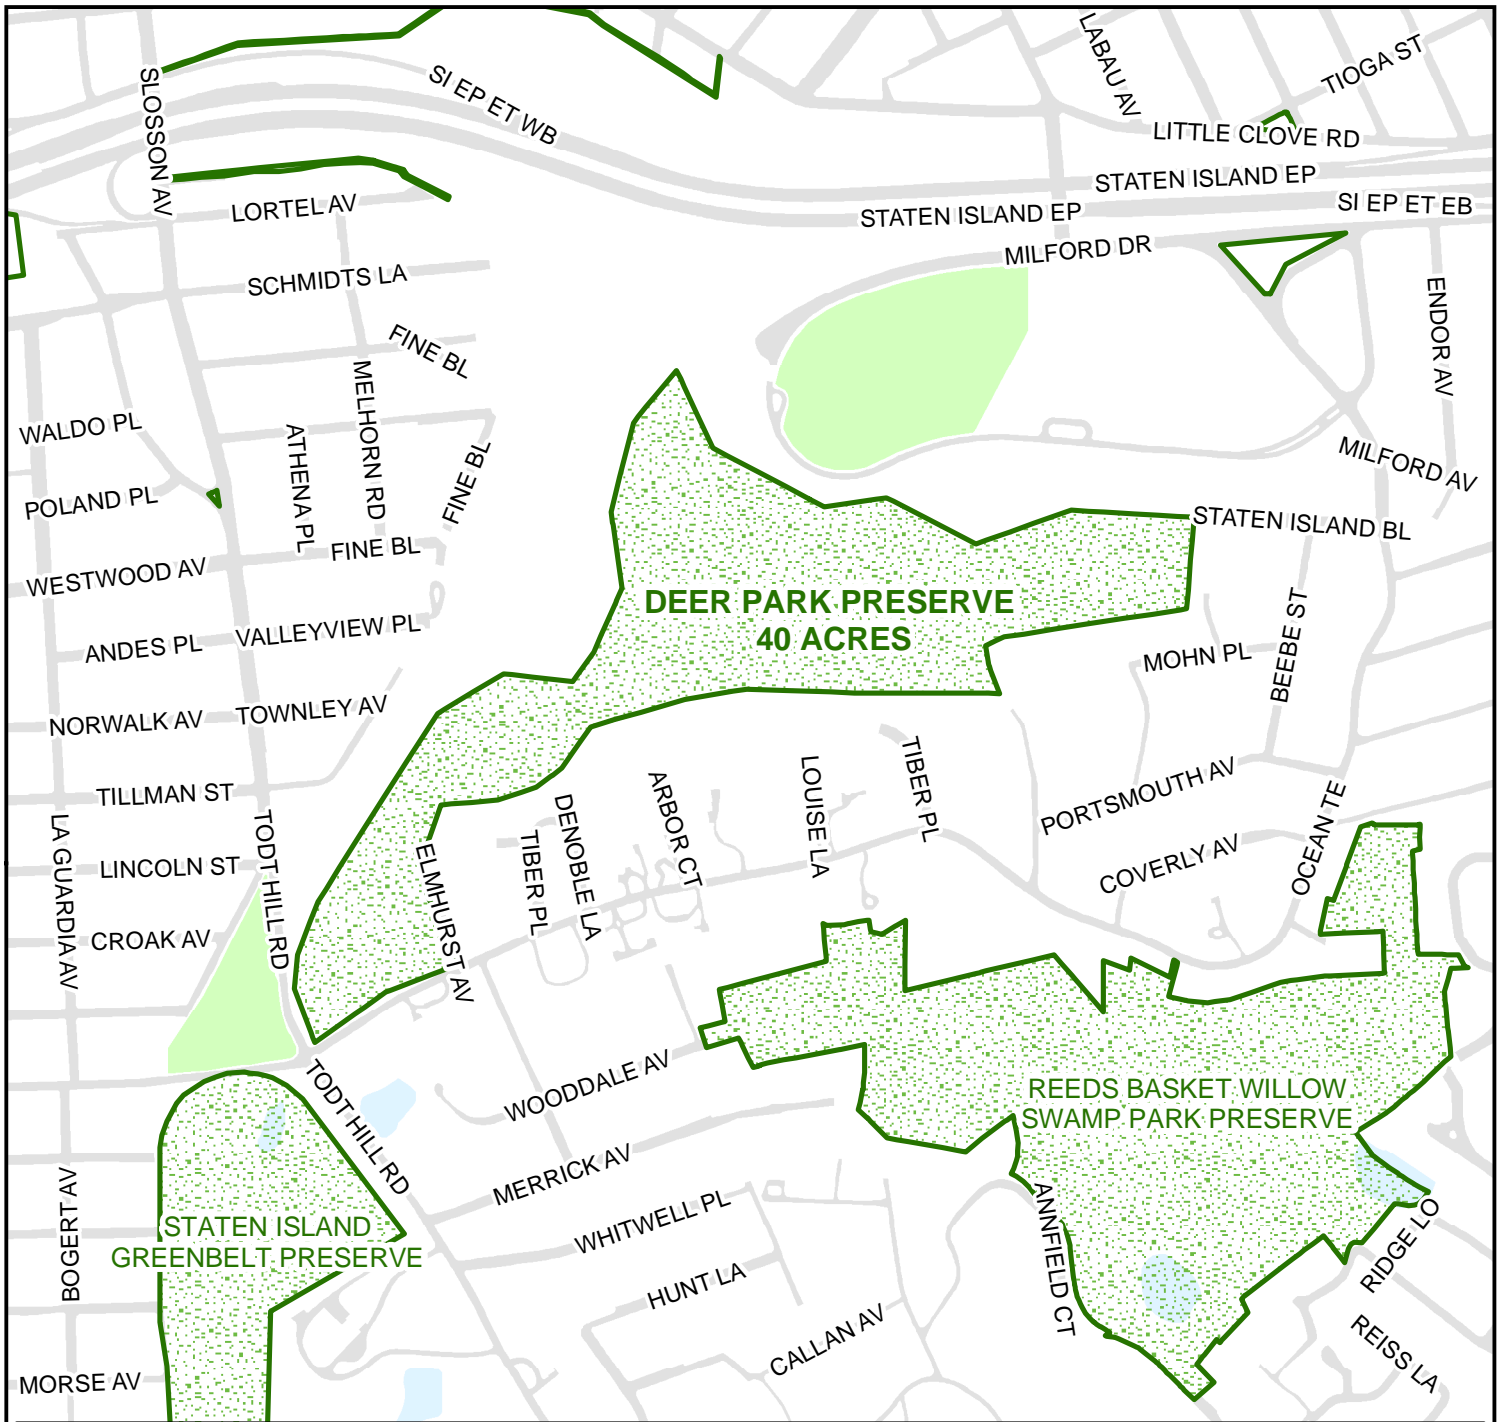 LABAU AV
TIOGA ST
SI EP ET WB
SLOSSON AV
LITTLE CLOVE RD
STATEN ISLAND EP
STATEN ISLAND EP
SI EP ET EB
LORTEL AV
MILFORD DR
SCHMIDTS LA
ENDOR AV
FINE BL
MELHORN RD
WALDO PL
ATHENA PL
FINE BL
MILFORD AV
POLAND PL
STATEN ISLAND BL
FINE BL
WESTWOOD AV
DEER PARK PRESERVE
40 ACRES
BEEBE ST
ANDES PL
VALLEYVIEW PL
MOHN PL
NORWALK AV
TOWNLEY AV
TILLMAN ST
LOUISE LA
TIBER PL
PORTSMOUTH AV
ARBOR CT
DENOBLE LA
OCEAN TE
LA GUARDIA AV
TODT HILL RD
LINCOLN ST
TIBER PL
ELMHURST AV
COVERLY AV
CROAK AV
WOODDALE AV
REEDS BASKET WILLOW
SWAMP PARK PRESERVE
TODT HILL RD
MERRICK AV
BOGERT AV
STATEN ISLAND
GREENBELT PRESERVE
WHITWELL PL
ANNFIELD CT
RIDGE LO
HUNT LA
CALLAN AV
REISS LA
MORSE AV